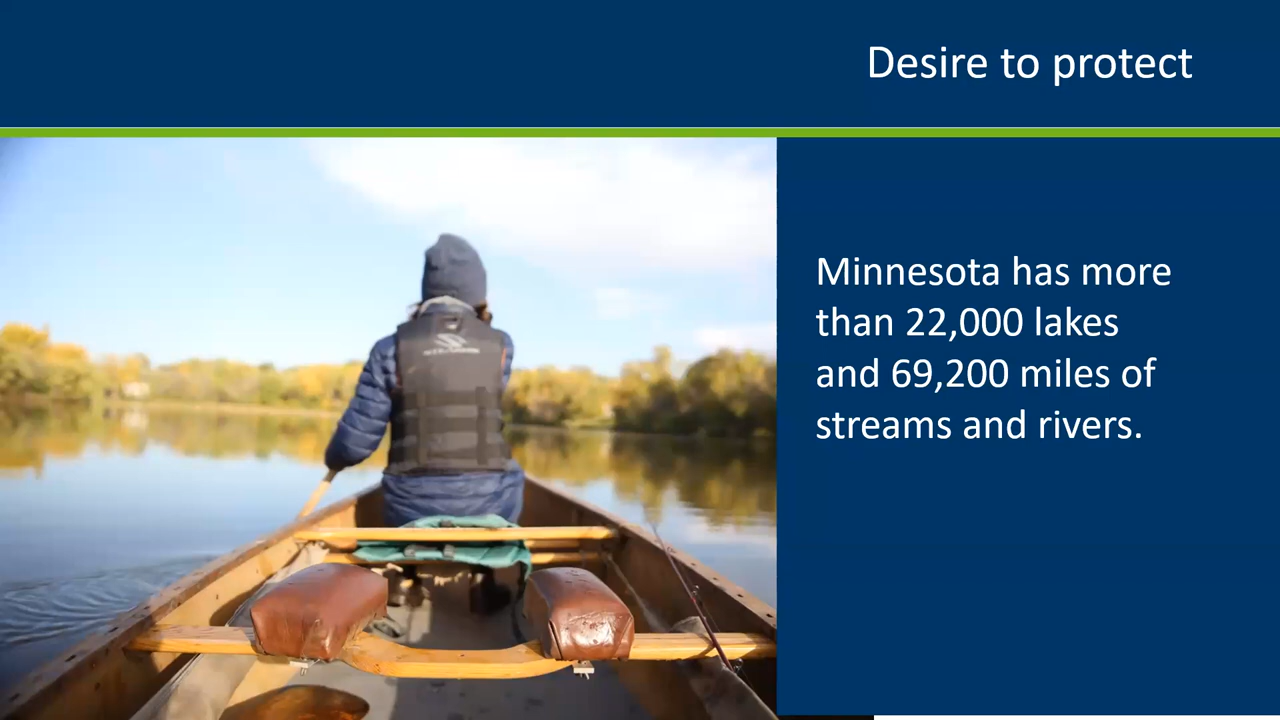 Desire to protect
Minnesota has more
than 22,000 lakes
and 69,200 miles of
streams and rivers.